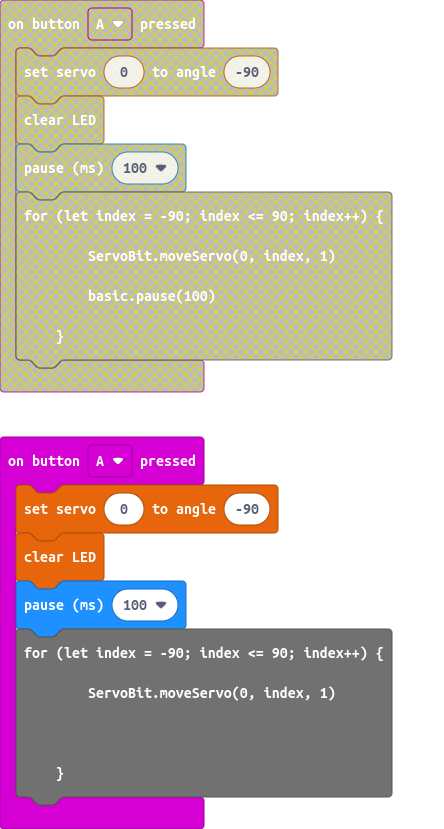 on button A pressed
set servo 0 to angle -90
clear LED
pause (ms) 100
for (let index = -90; index <= 90; index++) {
ServoBit.moveServo(0, index, 1)
basic.pause(100)
}
on button A pressed
set servo 0 to angle -90
clear LED
pause (ms) 100
for (let index = -90; index <= 90; index++) {
ServoBit.moveServo(0, index, 1)
}